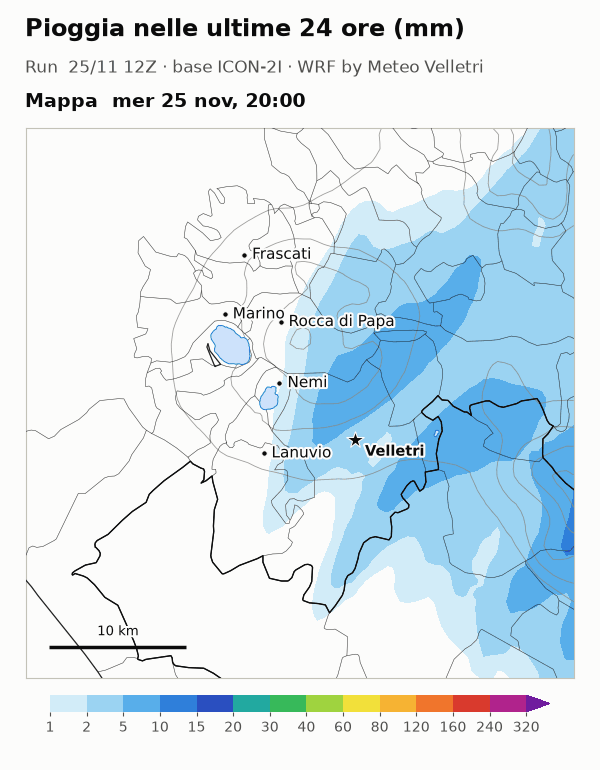 Pioggia nelle ultime 24 ore (mm)
Run  25/11 12Z · base ICON-2I · WRF by Meteo Velletri
Mappa  mer 25 nov, 20:00
Frascati
Marino
Rocca di Papa
Nemi
Velletri
Lanuvio
10 km
1 2 5 10 15 20 30 40 60 80 120 160 240 320